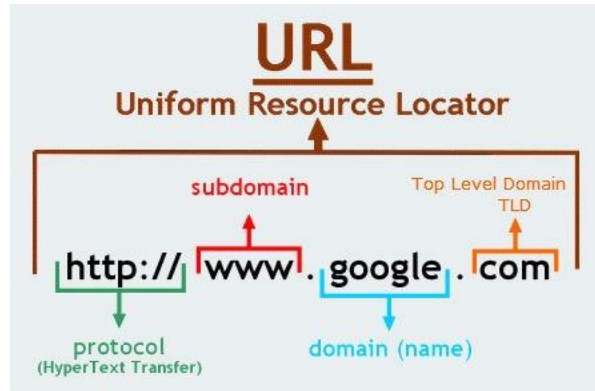 URL
Uniform Resource Locator
subdomain
Top Level Domain
TLD
http:// www . google . com
protocol
(HyperText Transfer)
domain (name)